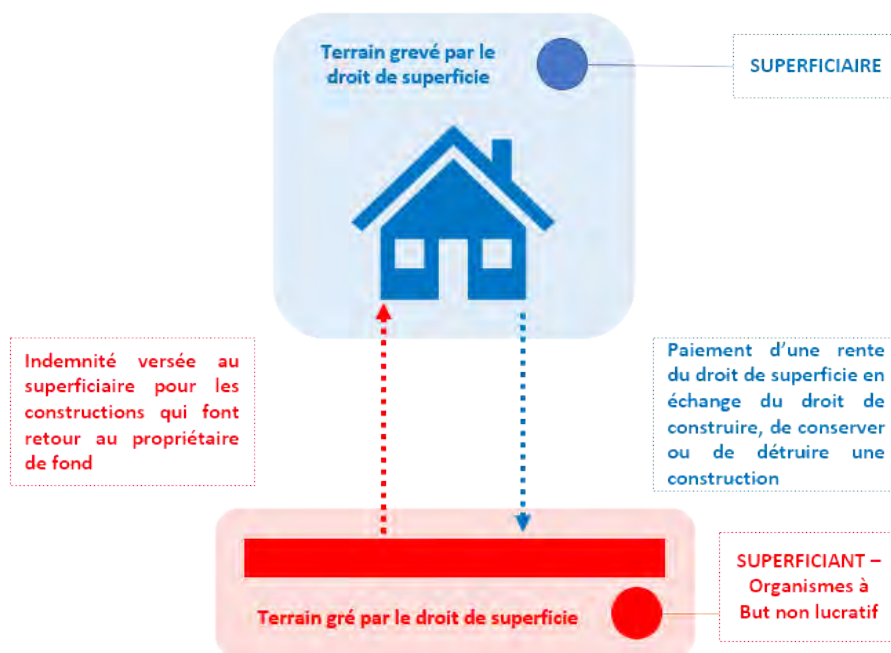 Terrain grevé par le
droit de superficie
SUPERFICIAIRE
Indemnité versée au
superficiaire pour les
constructions qui font
retour au propriétaire
de fond
Paiement d’une rente
du droit de superficie en
échange du droit de
construire, de conserver
ou de détruire une
construction
SUPERFICIANT –
Organismes à
But non lucratif
Terrain gré par le droit de superficie